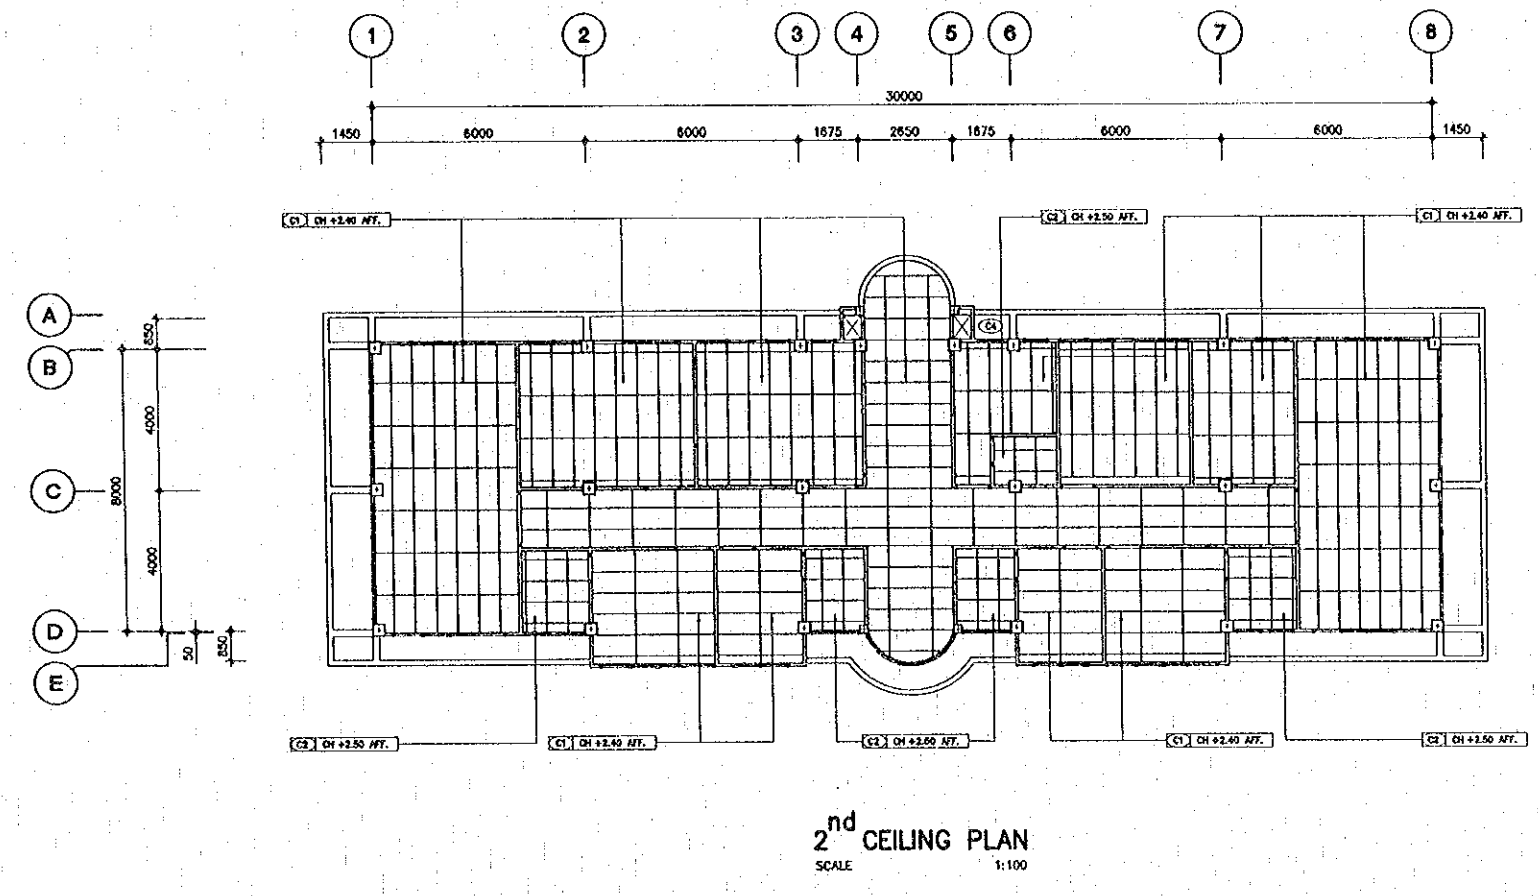 1 2 3 4 5 6 7 8
30000
1450 6000 6000 1675 2650 1675 6000 6000 1450
C1 CH +2.40 AFF.
C2 CH +2.50 AFF.
C1 CH +2.40 AFF.
A
850
B
C4
4000
8000
C
4000
D
50
850
E
C2 CH +2.50 AFF.
C1 CH +2.40 AFF.
C2 CH +2.50 AFF.
C1 CH +2.40 AFF.
C2 CH +2.50 AFF.
2nd CEILING PLAN
SCALE 1:100